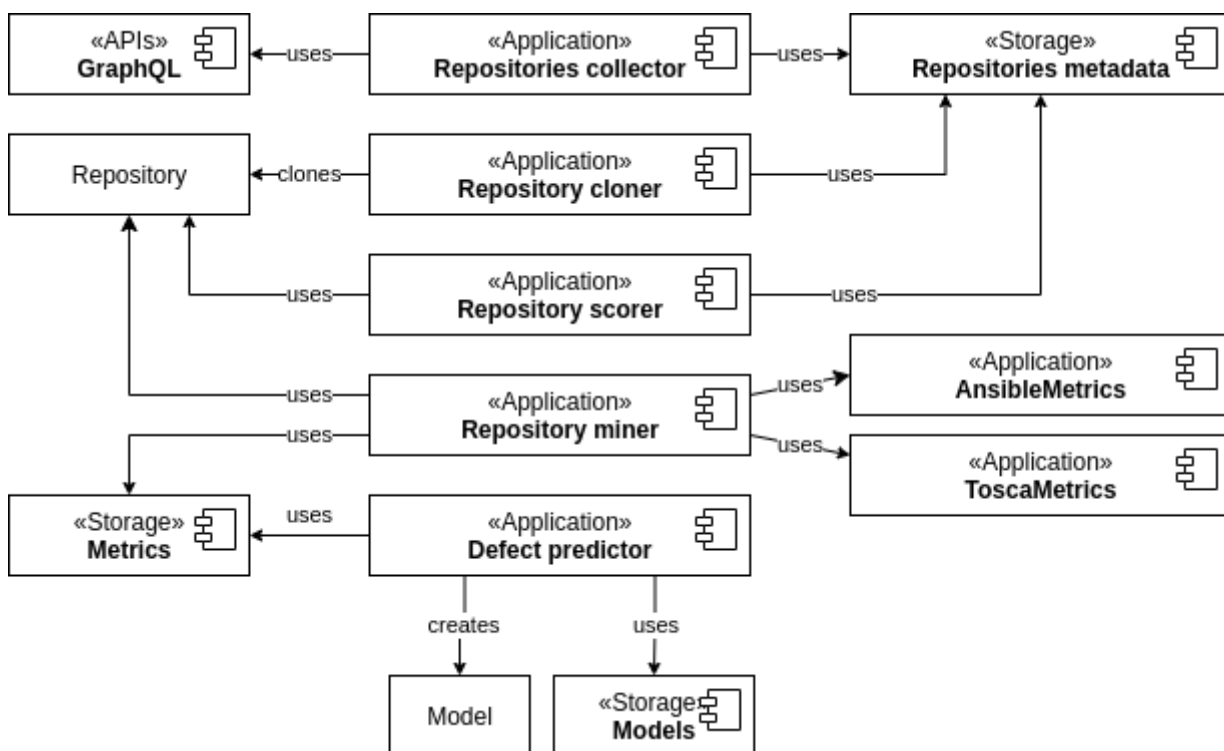 «APIs»
GraphQL
uses
«Application»
Repositories collector
uses
«Storage»
Repositories metadata
Repository
clones
«Application»
Repository cloner
uses
uses
«Application»
Repository scorer
uses
uses
uses
«Application»
Repository miner
uses
uses
«Application»
AnsibleMetrics
«Application»
ToscaMetrics
«Storage»
Metrics
uses
«Application»
Defect predictor
creates
uses
Model
«Storage»
Models